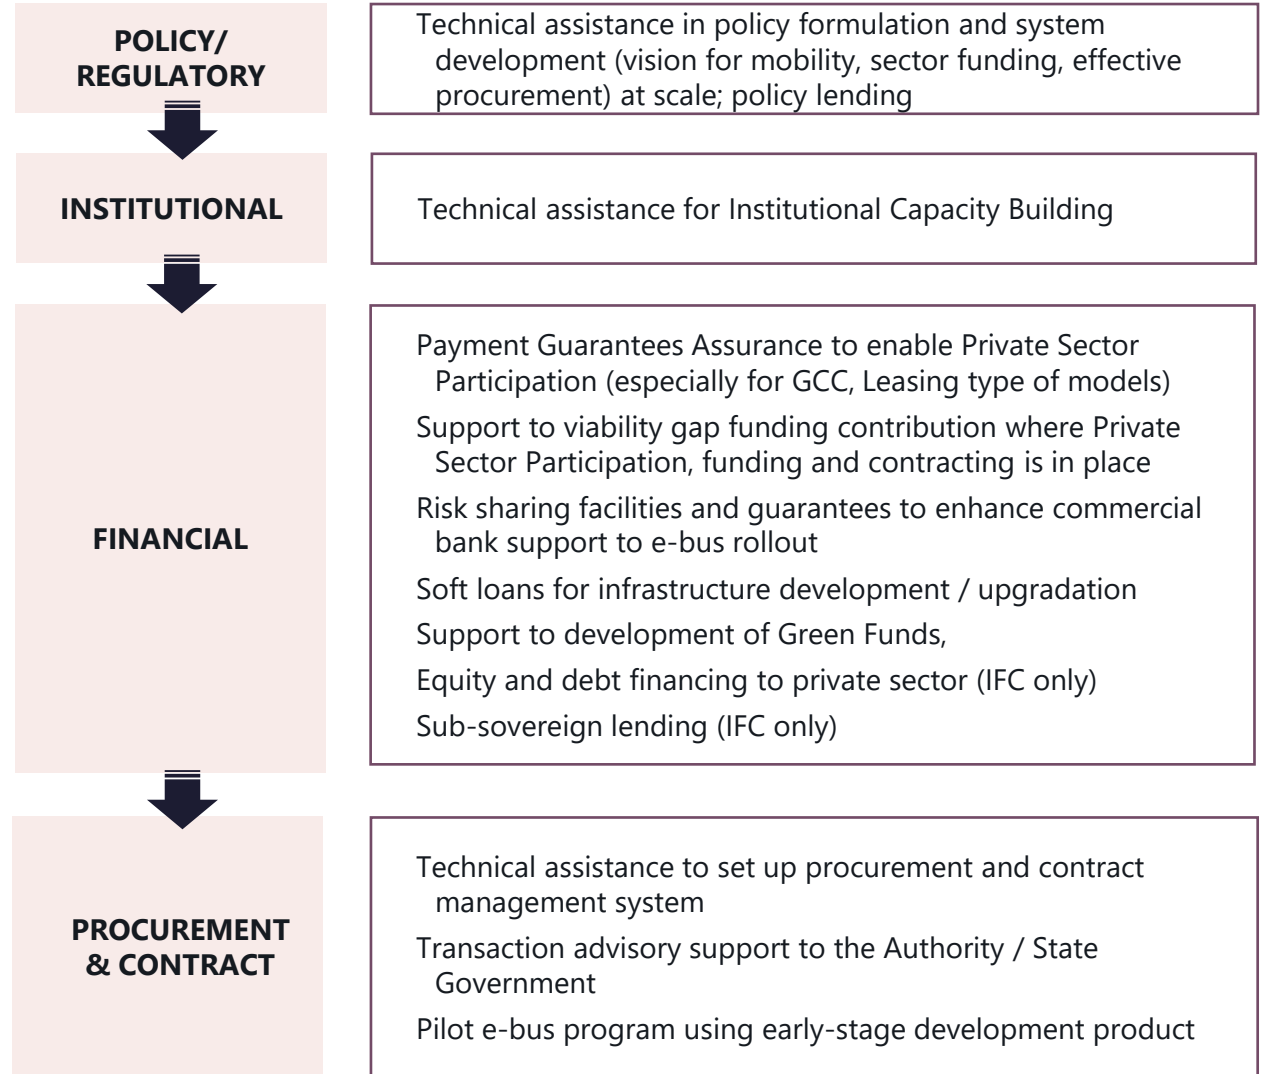 POLICY/
REGULATORY
Technical assistance in policy formulation and system
development (vision for mobility, sector funding, effective
procurement) at scale; policy lending
INSTITUTIONAL
Technical assistance for Institutional Capacity Building
FINANCIAL
Payment Guarantees Assurance to enable Private Sector
Participation (especially for GCC, Leasing type of models)
Support to viability gap funding contribution where Private
Sector Participation, funding and contracting is in place
Risk sharing facilities and guarantees to enhance commercial
bank support to e-bus rollout
Soft loans for infrastructure development / upgradation
Support to development of Green Funds,
Equity and debt financing to private sector (IFC only)
Sub-sovereign lending (IFC only)
PROCUREMENT
& CONTRACT
Technical assistance to set up procurement and contract
management system
Transaction advisory support to the Authority / State
Government
Pilot e-bus program using early-stage development product